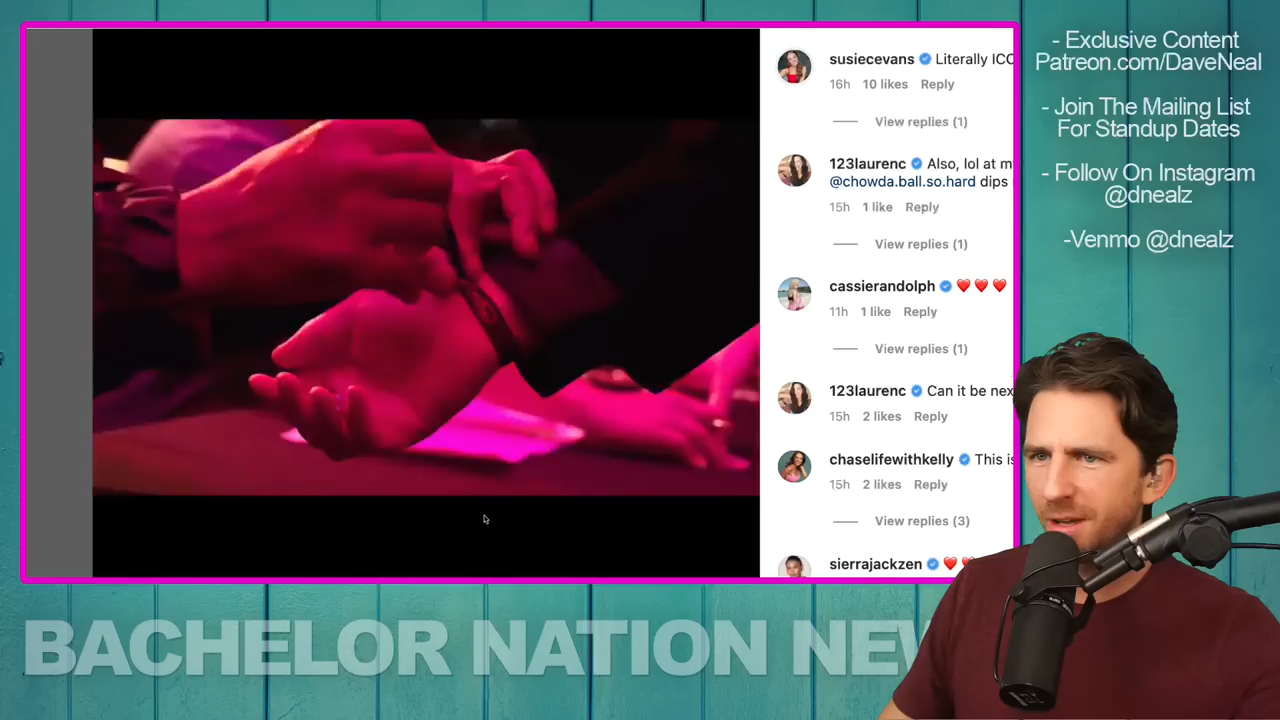 susiecevans Literally ICO
16h 10 likes Reply
View replies (1)
123laurenc Also, lol at m
@chowda.ball.so.hard dips
15h 1 like Reply
View replies (1)
cassierandolph ❤️❤️❤️
11h 1 like Reply
View replies (1)
123laurenc Can it be nex
15h 2 likes Reply
chaselifewithkelly This is
15h 2 likes Reply
View replies (3)
sierrajackzen ❤️
- Exclusive Content
Patreon.com/DaveNeal
- Join The Mailing List
For Standup Dates
- Follow On Instagram
@dnealz
-Venmo @dnealz
BACHELOR NATION NEW